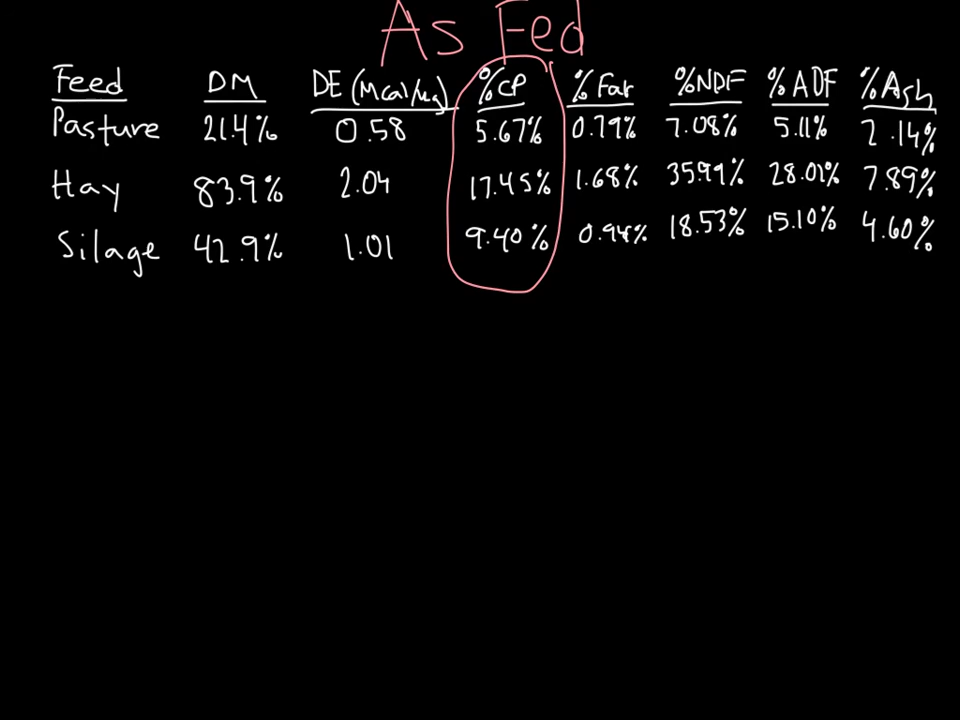 As Fed
Feed DM DE (Mcal/kg) %CP % Fat %NDF % ADF % Ash
Pasture 21.4% 0.58 5.67% 0.79% 7.08% 5.11% 2.14%
Hay 83.9% 2.04 17.45% 1.68% 35.99% 28.01% 7.89%
Silage 42.9% 1.01 9.40% 0.94% 18.53% 15.10% 4.60%